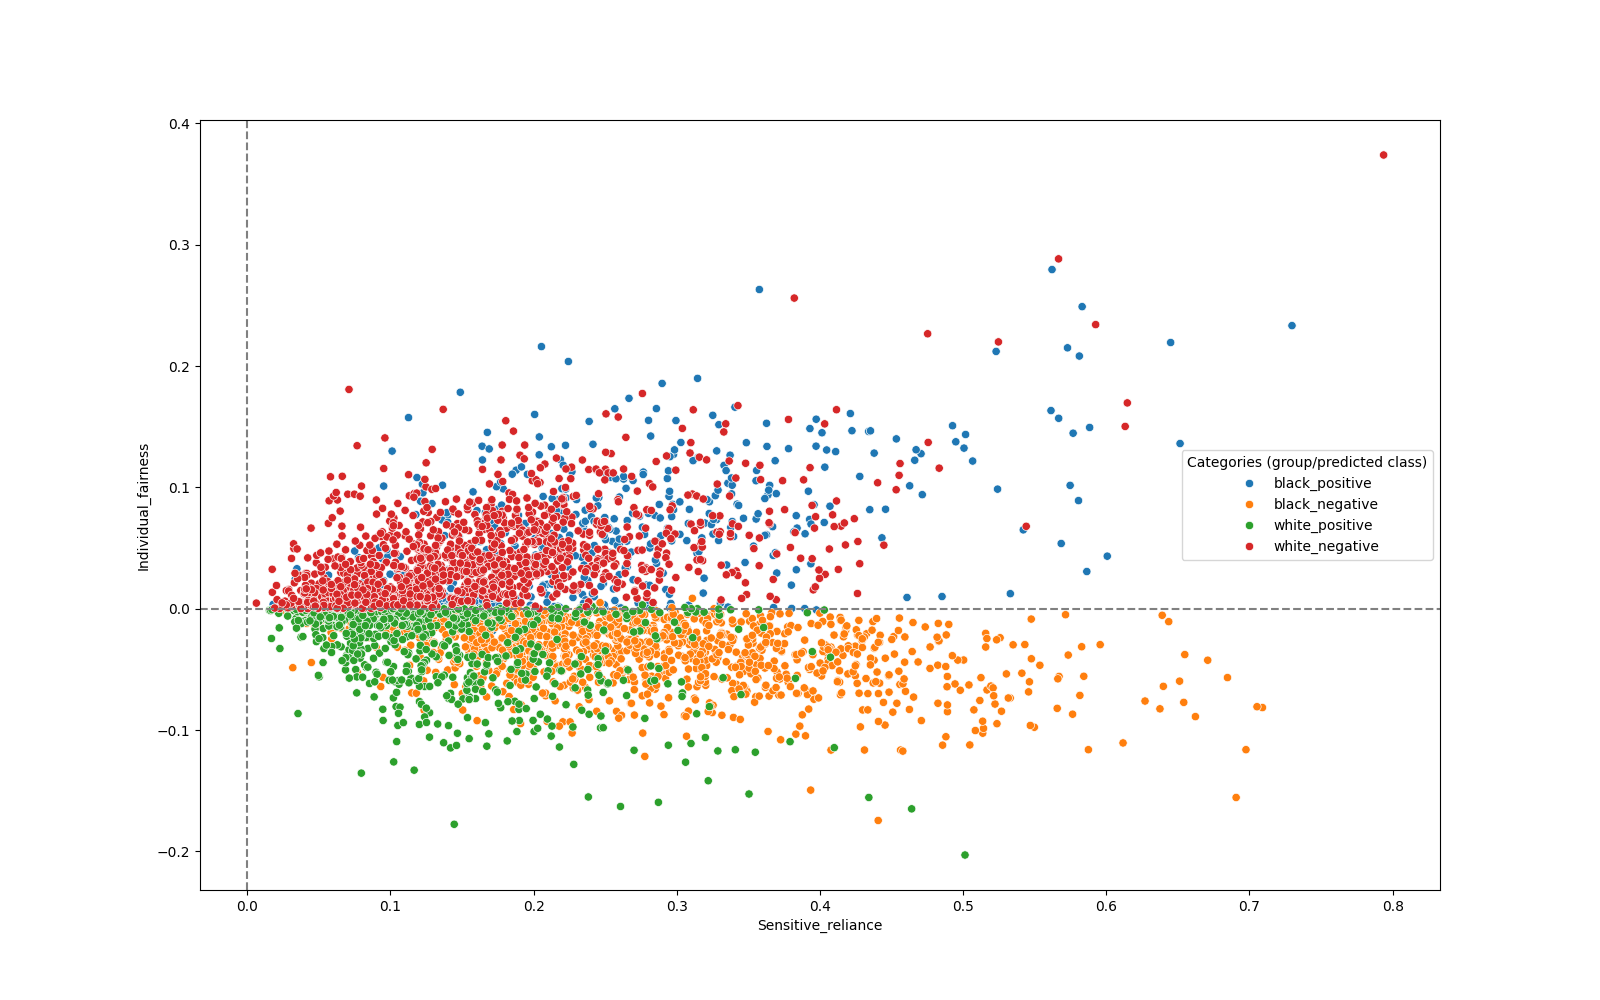 0.4
0.3
0.2
0.1
0.0
−0.1
−0.2
Individual_fairness
Categories (group/predicted class)
black_positive
black_negative
white_positive
white_negative
0.0 0.1 0.2 0.3 0.4 0.5 0.6 0.7 0.8
Sensitive_reliance